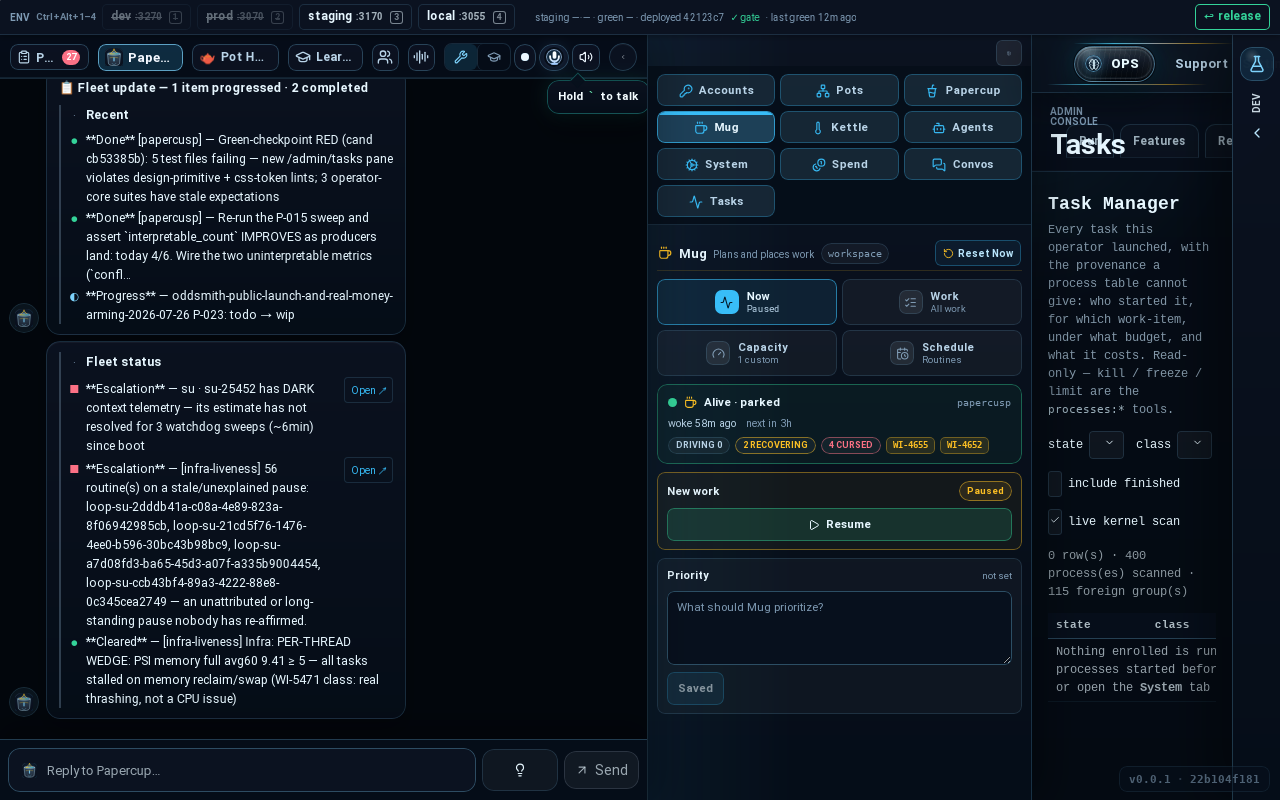 ENV Ctrl+Alt+1–4 dev :3270 1 prod :3070 2 staging :3170 3 local :3055 4 staging — — · green — · deployed 42123c7 ✓ gate · last green 12m ago ↩ release
P... 27 Pape... Pot H... Lear...
Hold ` to talk
📋 Fleet update — 1 item progressed · 2 completed
· Recent
**Done** [papercusp] — Green-checkpoint RED (cand
cb53385b): 5 test files failing — new /admin/tasks pane
violates design-primitive + css-token lints; 3 operator-
core suites have stale expectations
**Done** [papercusp] — Re-run the P-015 sweep and
assert `interpretable_count` IMPROVES as producers
land: today 4/6. Wire the two uninterpretable metrics
(`confl...
**Progress** — oddsmith-public-launch-and-real-money-
arming-2026-07-26 P-023: todo → wip
· Fleet status
**Escalation** — su · su-25452 has DARK
context telemetry — its estimate has not
resolved for 3 watchdog sweeps (~6min)
since boot
Open ↗
**Escalation** — [infra-liveness] 56
routine(s) on a stale/unexplained pause:
loop-su-2dddb41a-c08a-4e89-823a-
8f06942985cb, loop-su-21cd5f76-1476-
4ee0-b596-30bc43b98bc9, loop-su-
a7d08fd3-ba65-45d3-a07f-a335b9004454,
loop-su-ccb43bf4-89a3-4222-88e8-
0c345cea2749 — an unattributed or long-
standing pause nobody has re-affirmed.
Open ↗
**Cleared** — [infra-liveness] Infra: PER-THREAD
WEDGE: PSI memory full avg60 9.41 ≥ 5 — all tasks
stalled on memory reclaim/swap (WI-5471 class: real
thrashing, not a CPU issue)
Reply to Papercup...
Send
Accounts Pots Papercup
Mug Kettle Agents
System Spend Convos
Tasks
Mug Plans and places work workspace Reset Now
Now
Paused
Work
All work
Capacity
1 custom
Schedule
Routines
Alive · parked papercusp
woke 58m ago next in 3h
DRIVING 0 2 RECOVERING 4 CURSED WI-4655 WI-4652
New work Paused
Resume
Priority not set
What should Mug prioritize?
Saved
OPS Support
ADMIN
CONSOLE
Tasks
Features
Task Manager
Every task this
operator launched, with
the provenance a
process table cannot
give: who started it,
for which work-item,
under what budget, and
what it costs. Read-
only — kill / freeze /
limit are the
processes:* tools.
state class
include finished
live kernel scan
0 row(s) · 400
process(es) scanned ·
115 foreign group(s)
state class
Nothing enrolled is run
processes started befor
or open the System tab
DEV
v0.0.1 · 22b104f181